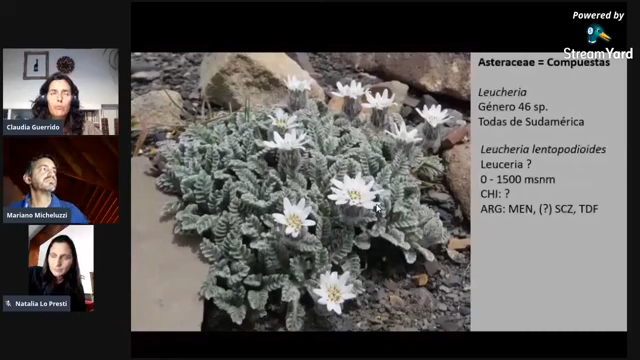 Powered by
StreamYard
Claudia Guerrido
Mariano Micheluzzi
Natalia Lo Presti
Asteraceae = Compuestas
Leucheria
Género 46 sp.
Todas de Sudamérica
Leucheria lentopodioides
Leuceria ?
0 - 1500 msnm
CHI: ?
ARG: MEN, (?) SCZ, TDF